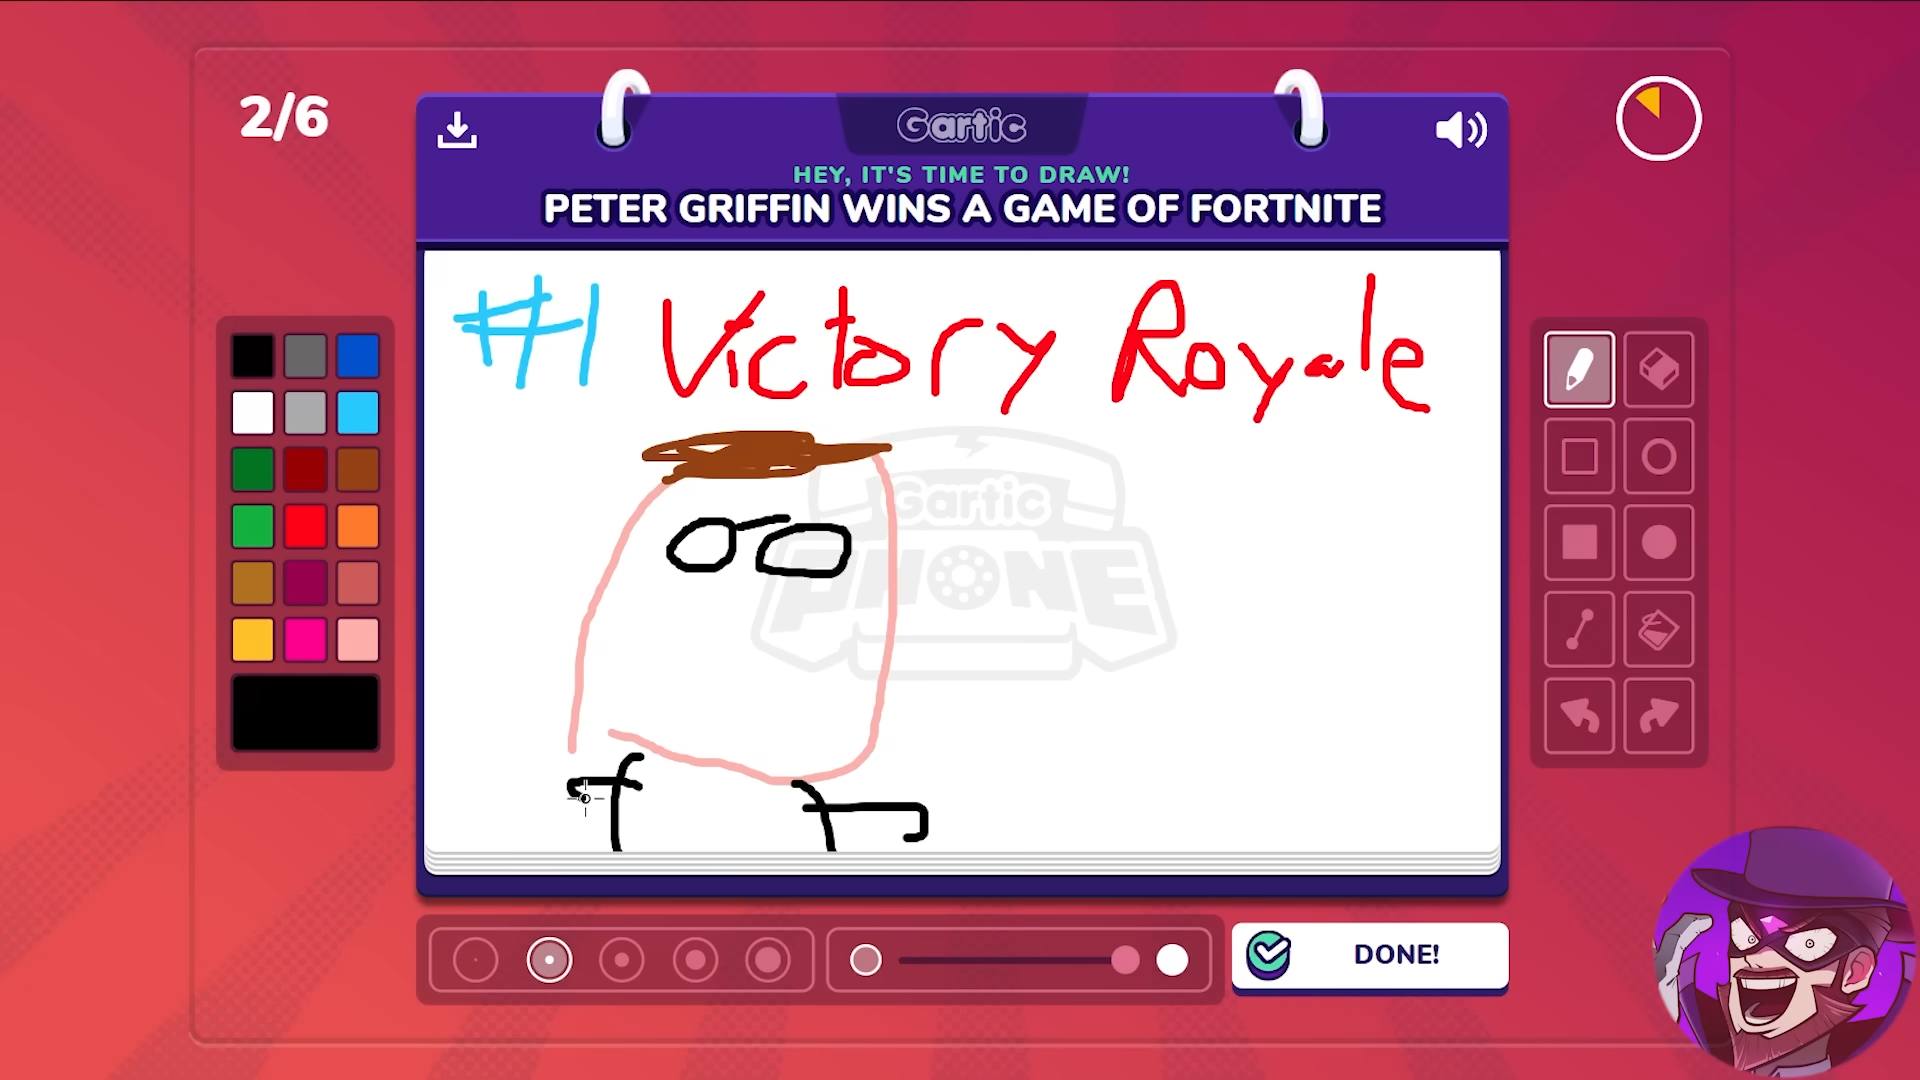 2/6
Gartic
HEY, IT'S TIME TO DRAW!
PETER GRIFFIN WINS A GAME OF FORTNITE
#1 Victory Royale
Gartic
PHONE
DONE!